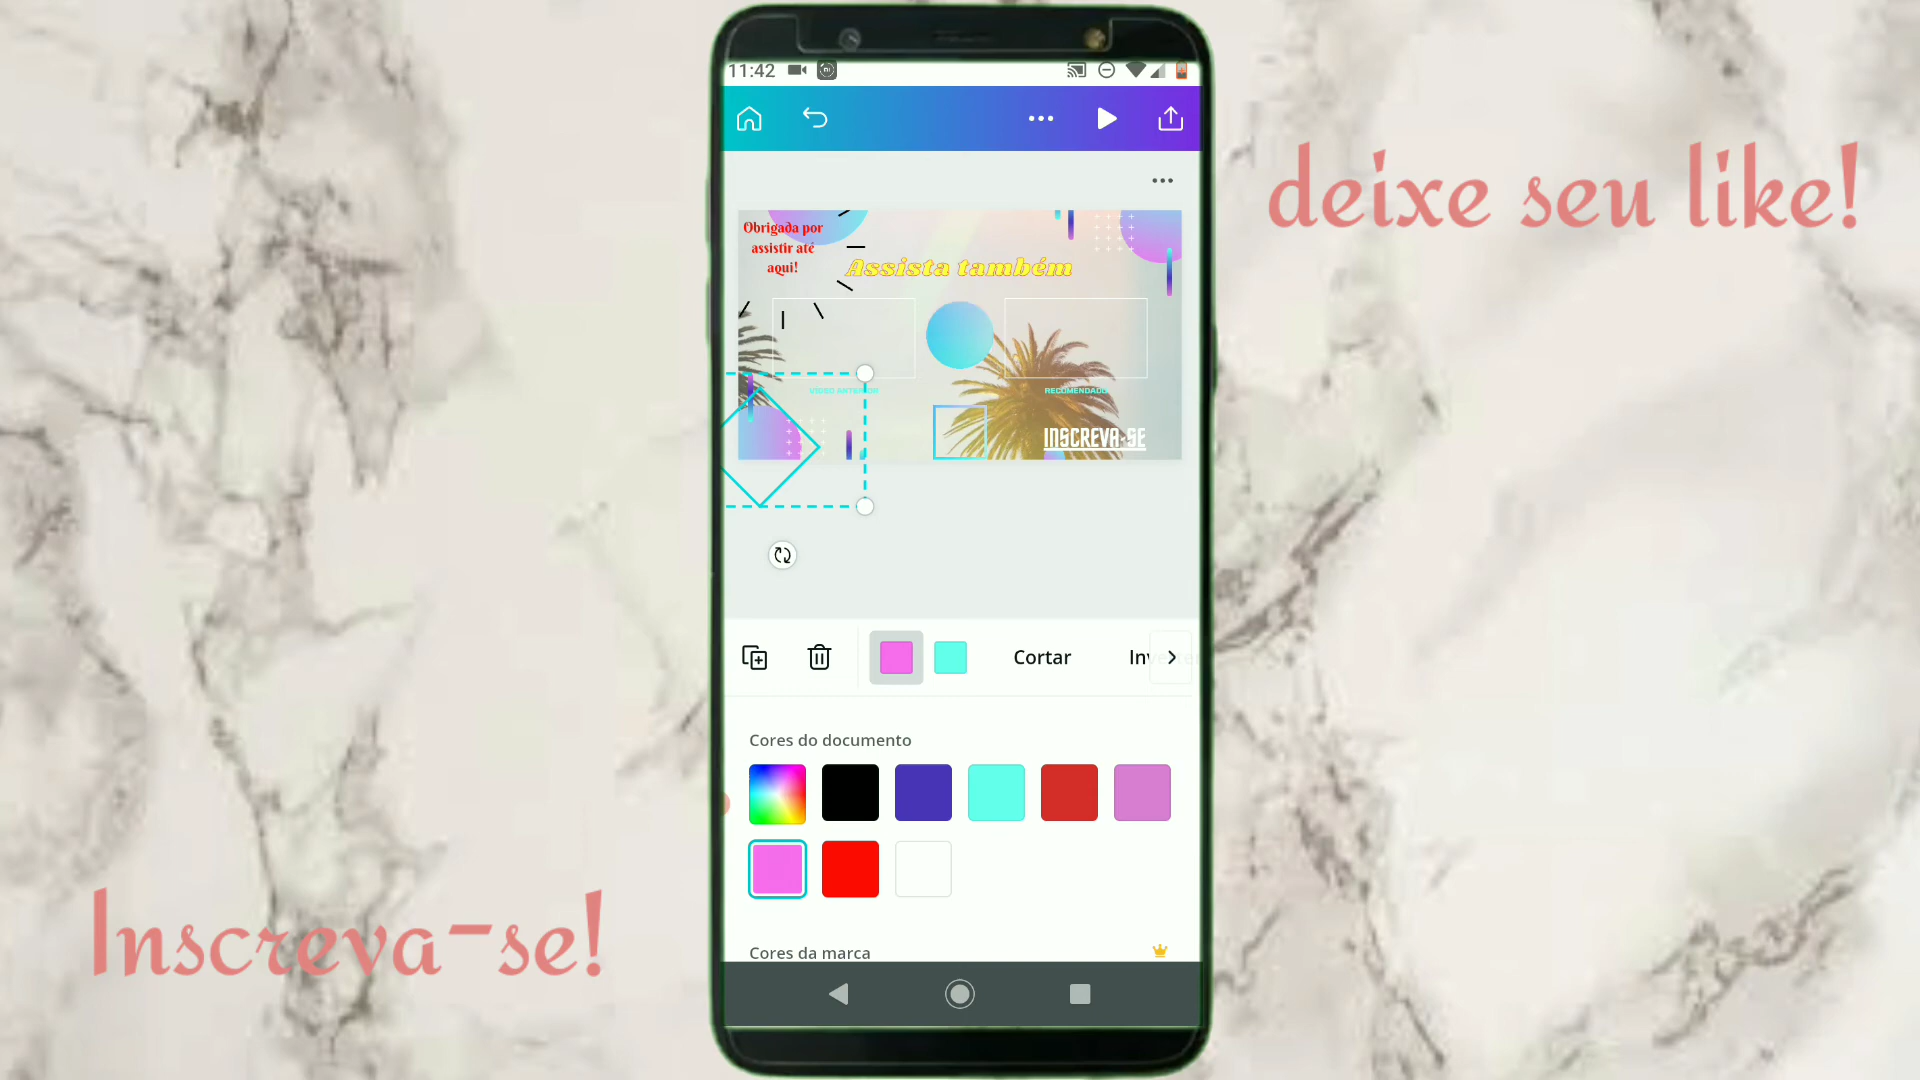 11:42
deixe seu like!
Obrigada por
assistir até
aqui!
Assista também
RECOMENDADO
INSCREVA-SE
Cortar
Cores do documento
Inscreva-se!
Cores da marca